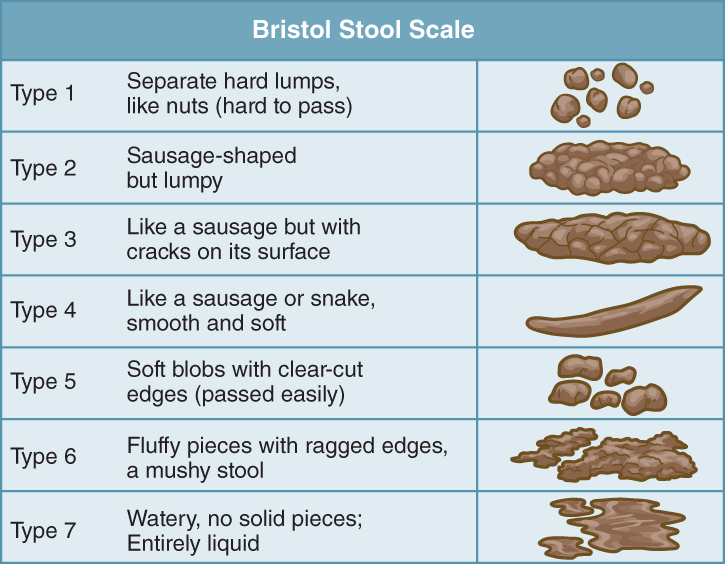 Bristol Stool Scale
Type 1
Separate hard lumps,
like nuts (hard to pass)
Type 2
Sausage-shaped
but lumpy
Type 3
Like a sausage but with
cracks on its surface
Type 4
Like a sausage or snake,
smooth and soft
Type 5
Soft blobs with clear-cut
edges (passed easily)
Type 6
Fluffy pieces with ragged edges,
a mushy stool
Type 7
Watery, no solid pieces;
Entirely liquid